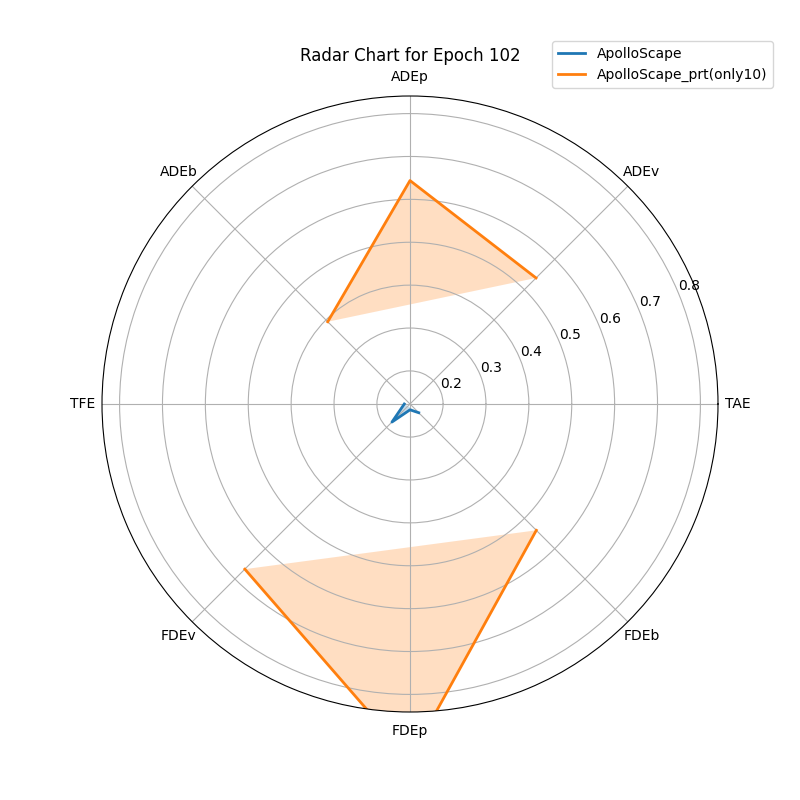 Radar Chart for Epoch 102
ApolloScape
ApolloScape_prt(only10)
ADEp
ADEb
ADEv
0.8
0.7
0.6
0.5
0.4
0.3
0.2
TFE
TAE
FDEv
FDEb
FDEp